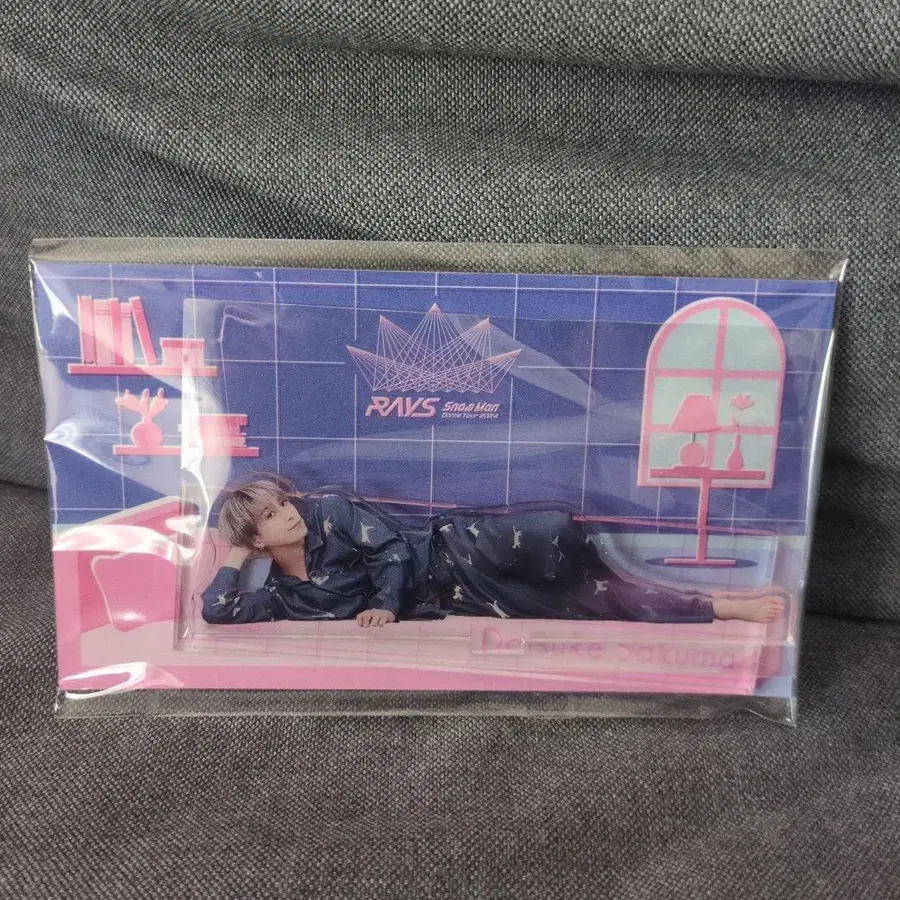 RAYS
Snow Man
Dome Tour 2024
Daisuke Sakuma